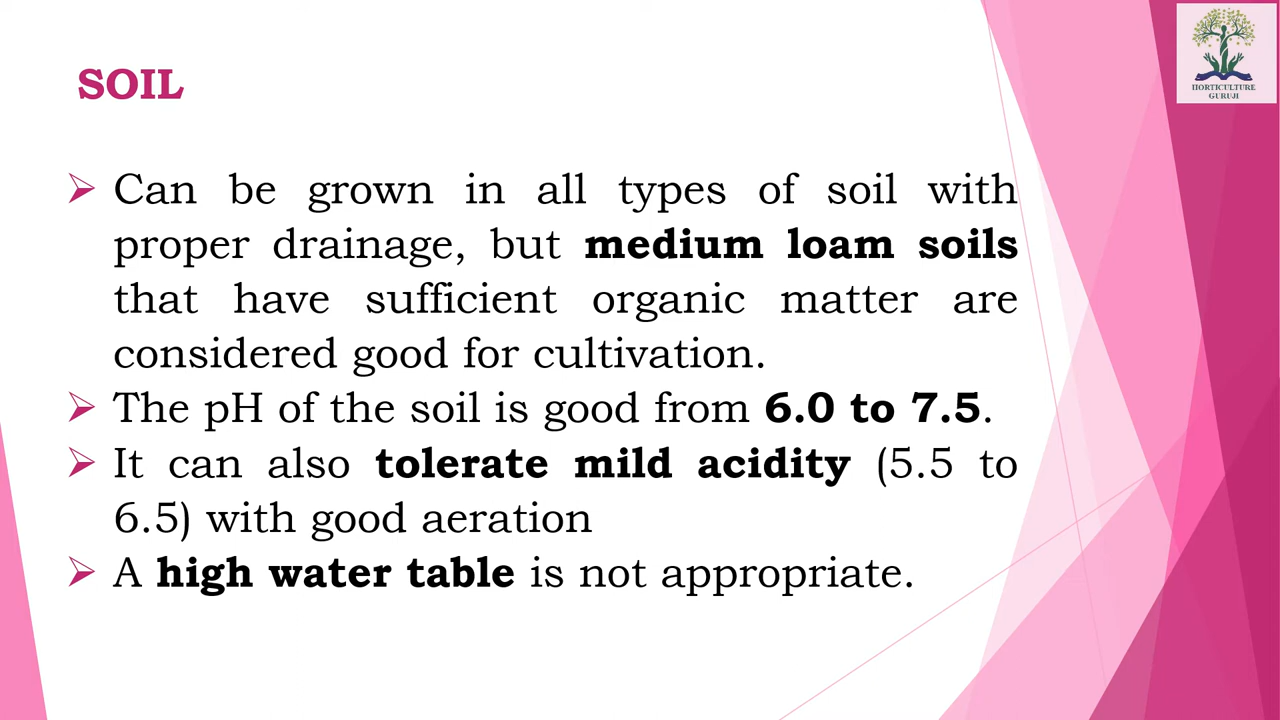 HORTICULTURE
GURUJI
SOIL
➢ Can be grown in all types of soil with
proper drainage, but medium loam soils
that have sufficient organic matter are
considered good for cultivation.
➢ The pH of the soil is good from 6.0 to 7.5.
➢ It can also tolerate mild acidity (5.5 to
6.5) with good aeration
➢ A high water table is not appropriate.